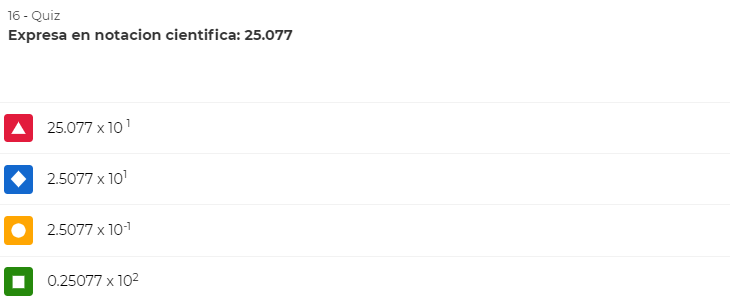 16 - Quiz
Expresa en notacion cientifica: 25.077
25.077 x 10 ¹
2.5077 x 10¹
2.5077 x 10⁻¹
0.25077 x 10²